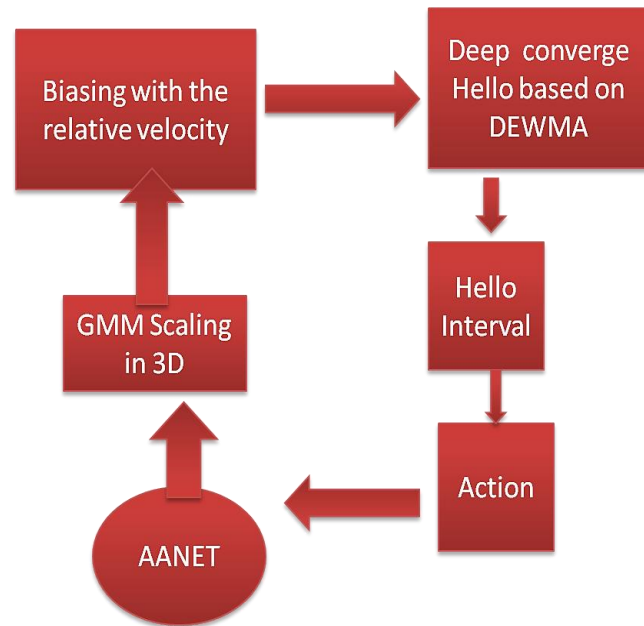 Biasing with the
relative velocity
Deep converge
Hello based on
DEWMA
Hello
Interval
GMM Scaling
in 3D
Action
AANET